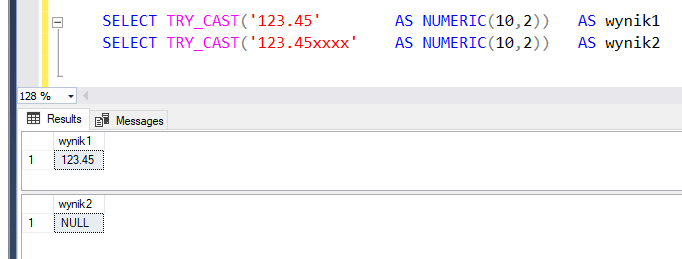 SELECT TRY_CAST('123.45' AS NUMERIC(10,2)) AS wynik1
SELECT TRY_CAST('123.45xxxx' AS NUMERIC(10,2)) AS wynik2
128 %
Results Messages
wynik1
1 123.45
wynik2
1 NULL